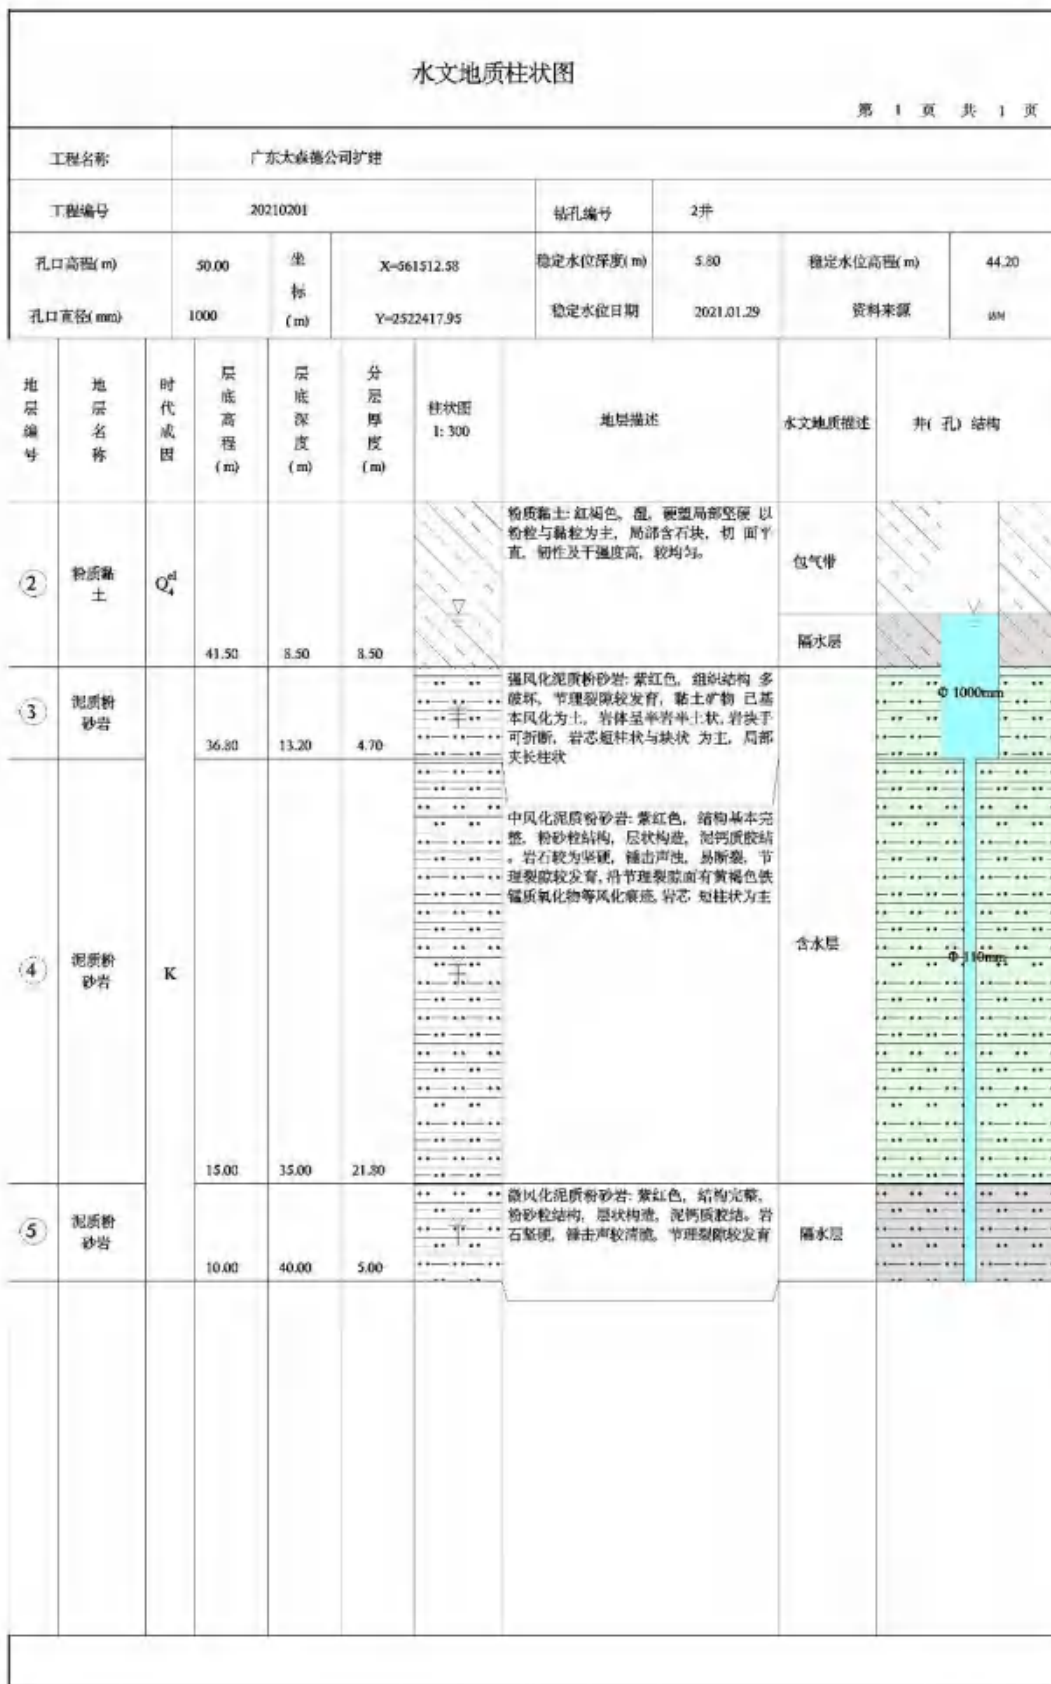 水文地质柱状图
第 1 页 共 1 页
工程名称 广东太森德公司扩建
工程编号 20210201 钻孔编号 2井
孔口高程(m) 50.00 坐标(m) X=561512.58 稳定水位深度(m) 5.80 稳定水位高程(m) 44.20
孔口直径(mm) 1000 Y=2522417.95 稳定水位日期 2021.01.29 资料来源
地层编号 地层名称 时代成因 层底高程(m) 层底深度(m) 分层厚度(m) 柱状图 1:300 地层描述 水文地质描述 井(孔)结构
粉质黏土:红褐色, 湿, 硬塑局部坚硬 以
粉粒与黏粒为主, 局部含石块, 切 面平
直, 韧性及干强度高, 较均匀。
包气带
② 粉质黏土 Q₄ᵉˡ
隔水层
41.50 8.50 8.50
强风化泥质粉砂岩: 紫红色, 组织结构 多
破坏, 节理裂隙较发育, 黏土矿物 已基
本风化为土, 岩体呈半岩半土状, 岩块手
可折断, 岩芯短柱状与块状 为主, 局部
夹长柱状
③ 泥质粉砂岩
Φ 1000mm
36.80 13.20 4.70
中风化泥质粉砂岩: 紫红色, 结构基本完
整, 粉砂粒结构, 层状构造, 泥钙质胶结
。岩石较为坚硬, 锤击声浊, 易断裂, 节
理裂隙较发育, 沿节理裂隙面有黄褐色铁
锰质氧化物等风化痕迹, 岩芯 短柱状为主
含水层
Φ 110mm
④ 泥质粉砂岩 K
15.00 35.00 21.80
微风化泥质粉砂岩: 紫红色, 结构完整,
粉砂粒结构, 层状构造, 泥钙质胶结。岩
石坚硬, 锤击声较清脆, 节理裂隙较发育
⑤ 泥质粉砂岩
隔水层
10.00 40.00 5.00